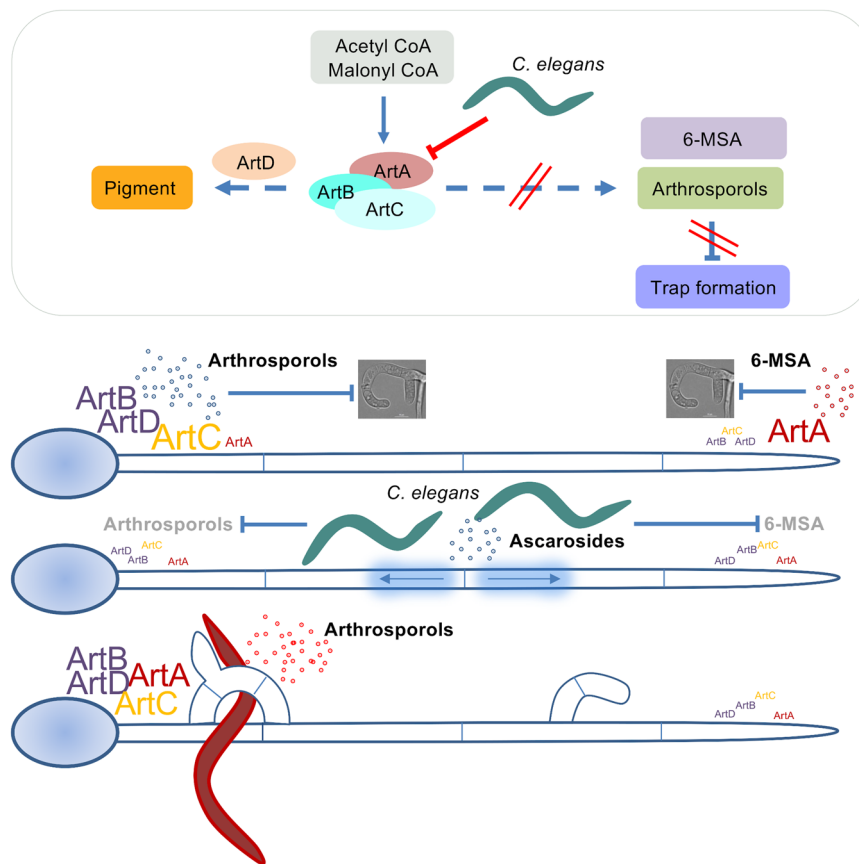 Acetyl CoA
Malonyl CoA
C. elegans
6-MSA
ArtD
ArtA
Pigment
ArtB
Arthrosporols
ArtC
Trap formation
Arthrosporols
6-MSA
ArtB
ArtD
ArtC
ArtA
ArtC
ArtB
ArtD
ArtA
C. elegans
Arthrosporols
6-MSA
Ascarosides
ArtD
ArtC
ArtB
ArtA
ArtB
ArtC
ArtD
ArtA
Arthrosporols
ArtB
ArtA
ArtD
ArtC
ArtC
ArtB
ArtD
ArtA